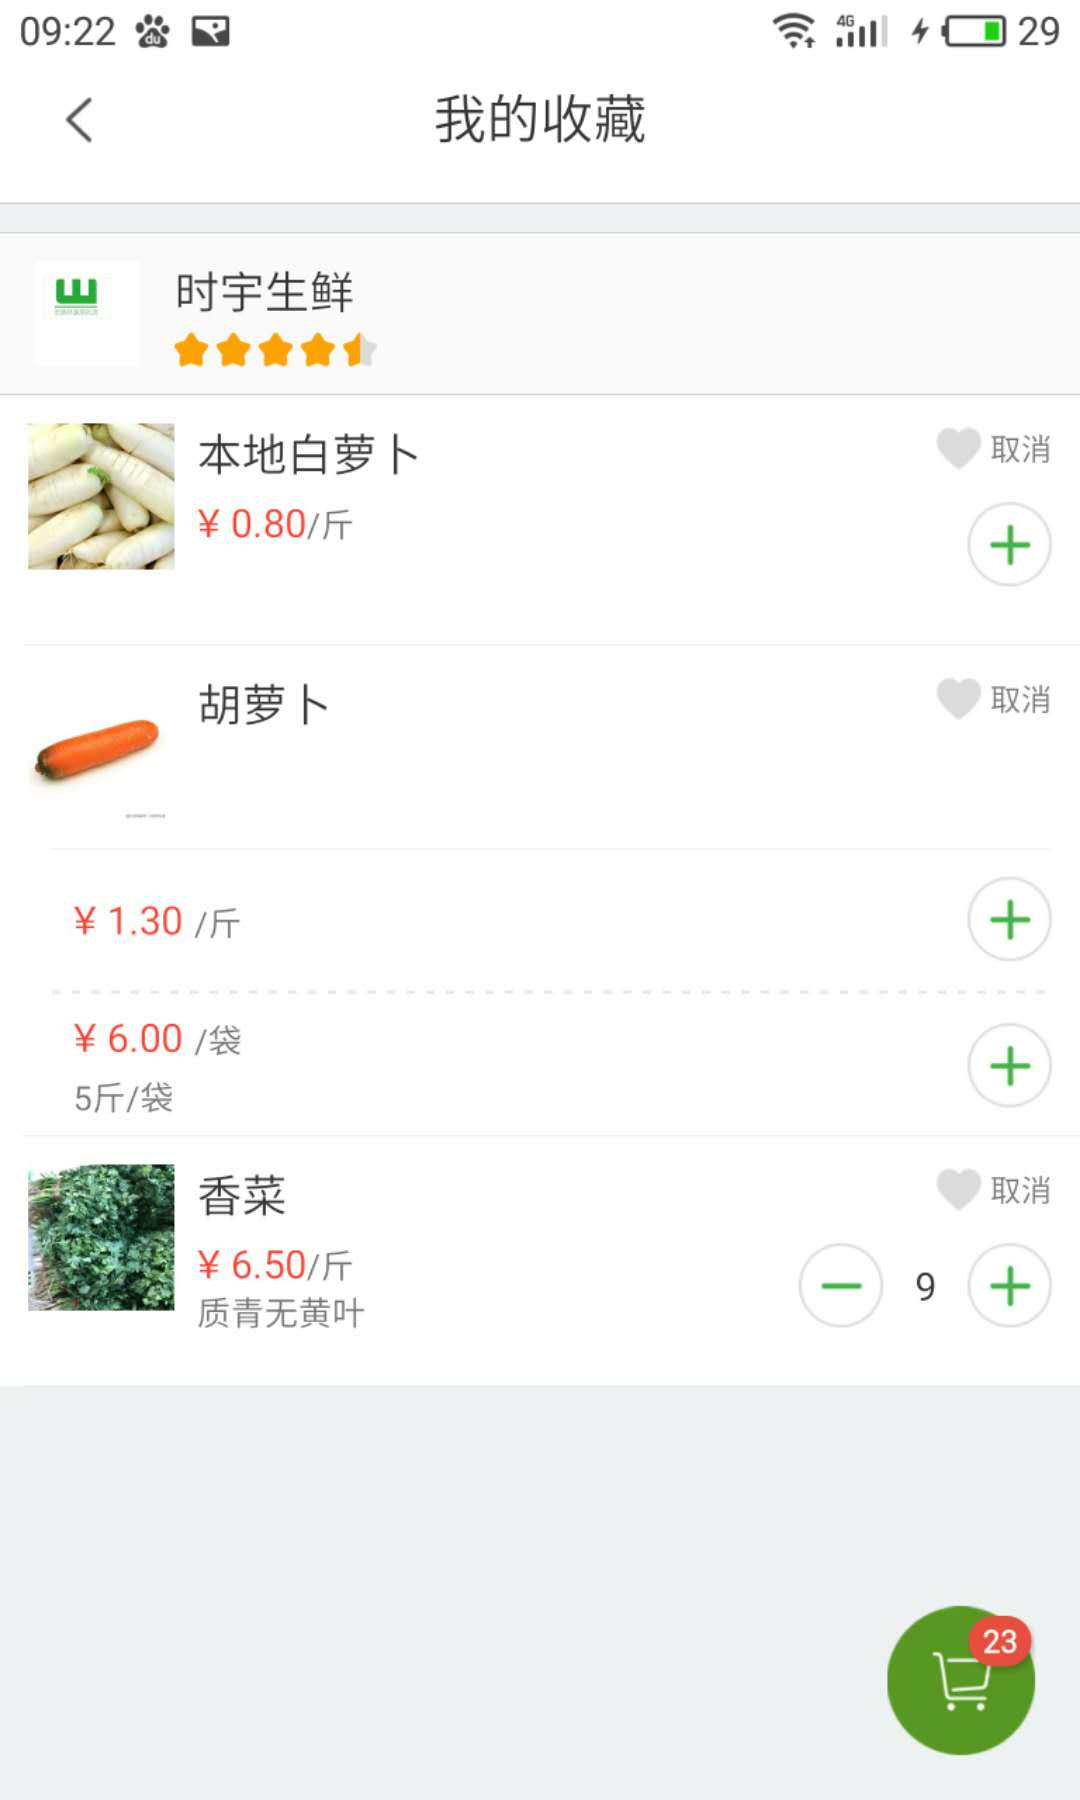 09:22
du
4G
29
我的收藏
时宇生鲜
本地白萝卜
取消
¥ 0.80/斤
胡萝卜
取消
¥ 1.30 /斤
¥ 6.00 /袋
5斤/袋
香菜
取消
¥ 6.50/斤
9
质青无黄叶
23